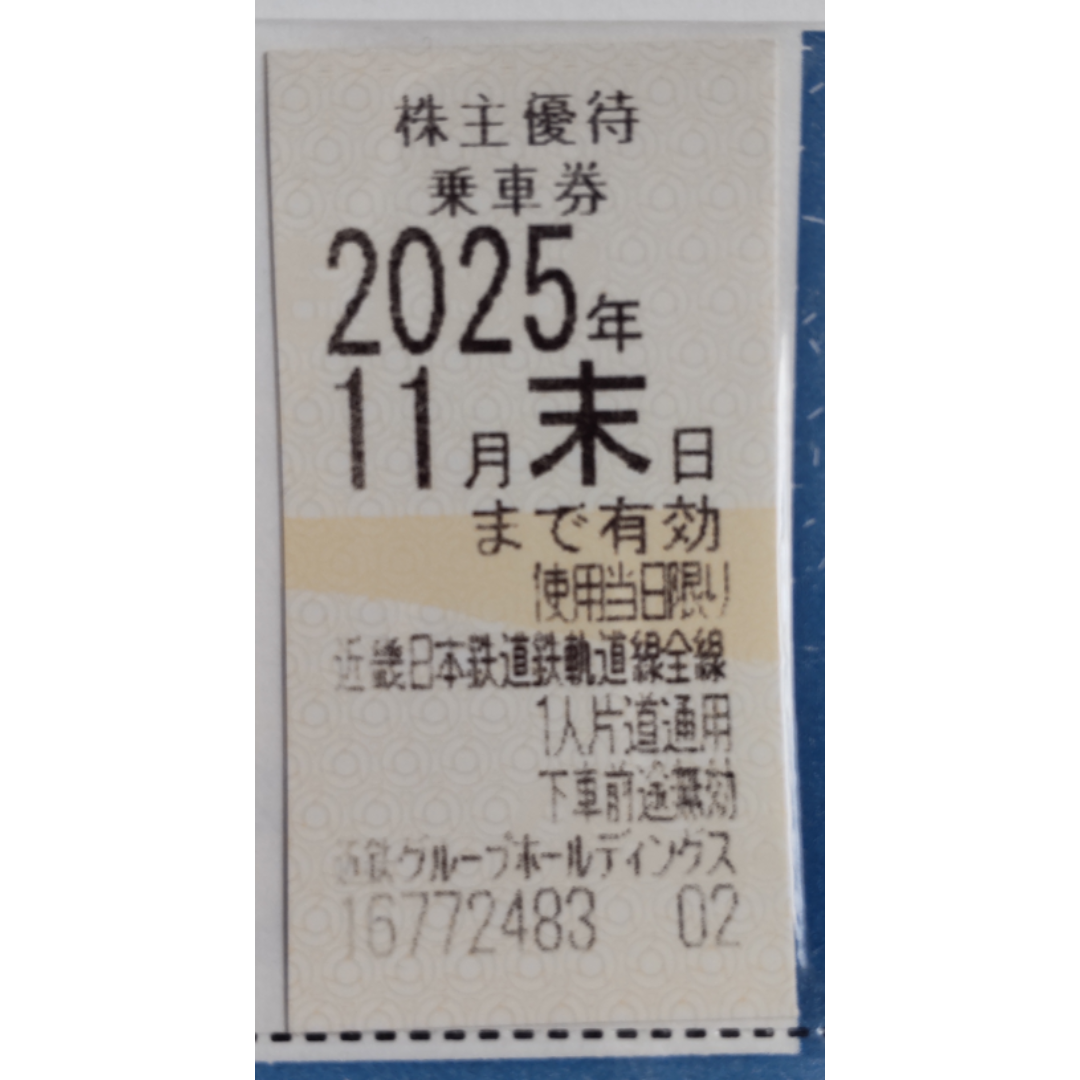 株主優待
乗車券
2025年
11月末日
まで有効
使用当日限り
近畿日本鉄道鉄軌道線全線
1人片道通用
下車前途無効
近鉄グループホールディングス
16772483 02